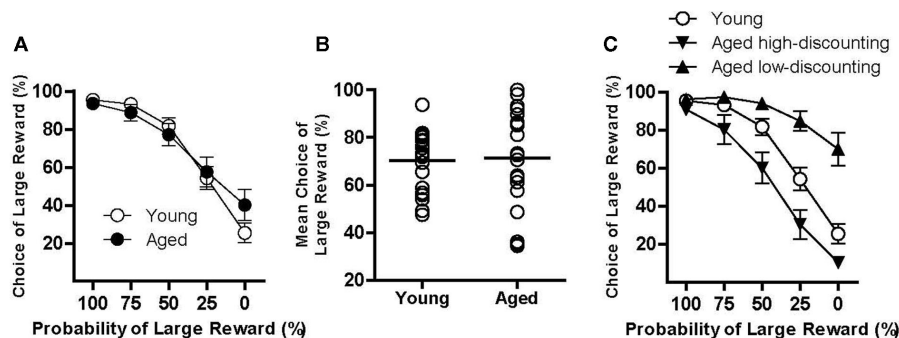 A
Choice of Large Reward (%)
100
80
60
40
20
Young
Aged
100 75 50 25 0
Probability of Large Reward (%)
B
Mean Choice of
Large Reward (%)
100
80
60
40
20
Young Aged
C
Young
Aged high-discounting
Aged low-discounting
Choice of Large Reward (%)
100
80
60
40
20
100 75 50 25 0
Probability of Large Reward (%)